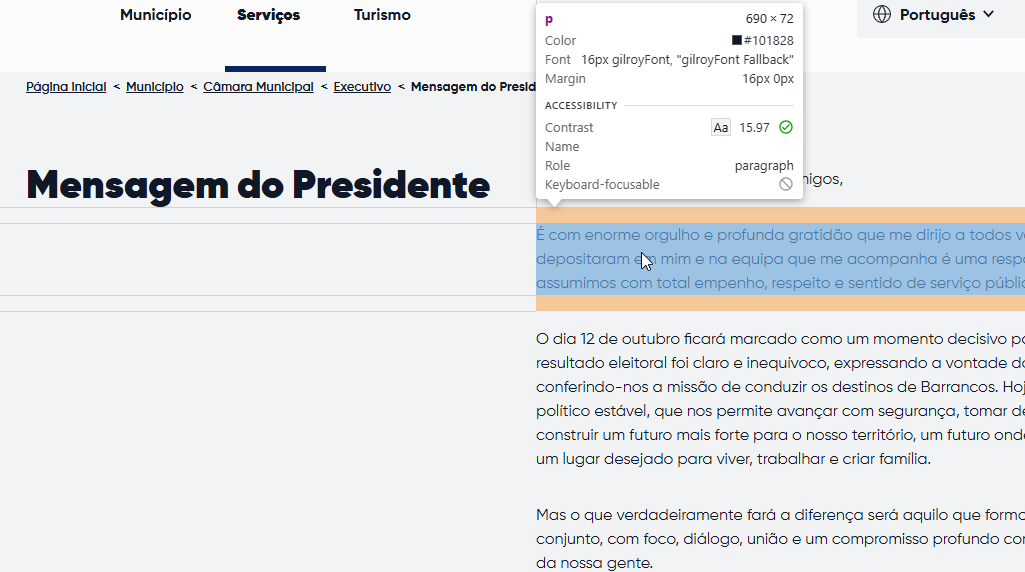 Município Serviços Turismo
Português
Página Inicial < Município < Câmara Municipal < Executivo < Mensagem do Presid
p 690 × 72
Color #101828
Font 16px gilroyFont, "gilroyFont Fallback"
Margin 16px 0px
ACCESSIBILITY
Contrast Aa 15.97
Name
Role paragraph
Keyboard-focusable
Mensagem do Presidente
migos,
É com enorme orgulho e profunda gratidão que me dirijo a todos v
depositaram em mim e na equipa que me acompanha é uma respo
assumimos com total empenho, respeito e sentido de serviço públic
O dia 12 de outubro ficará marcado como um momento decisivo pa
resultado eleitoral foi claro e inequívoco, expressando a vontade da
conferindo-nos a missão de conduzir os destinos de Barrancos. Hoj
político estável, que nos permite avançar com segurança, tomar de
construir um futuro mais forte para o nosso território, um futuro onde
um lugar desejado para viver, trabalhar e criar família.
Mas o que verdadeiramente fará a diferença será aquilo que forma
conjunto, com foco, diálogo, união e um compromisso profundo con
da nossa gente.